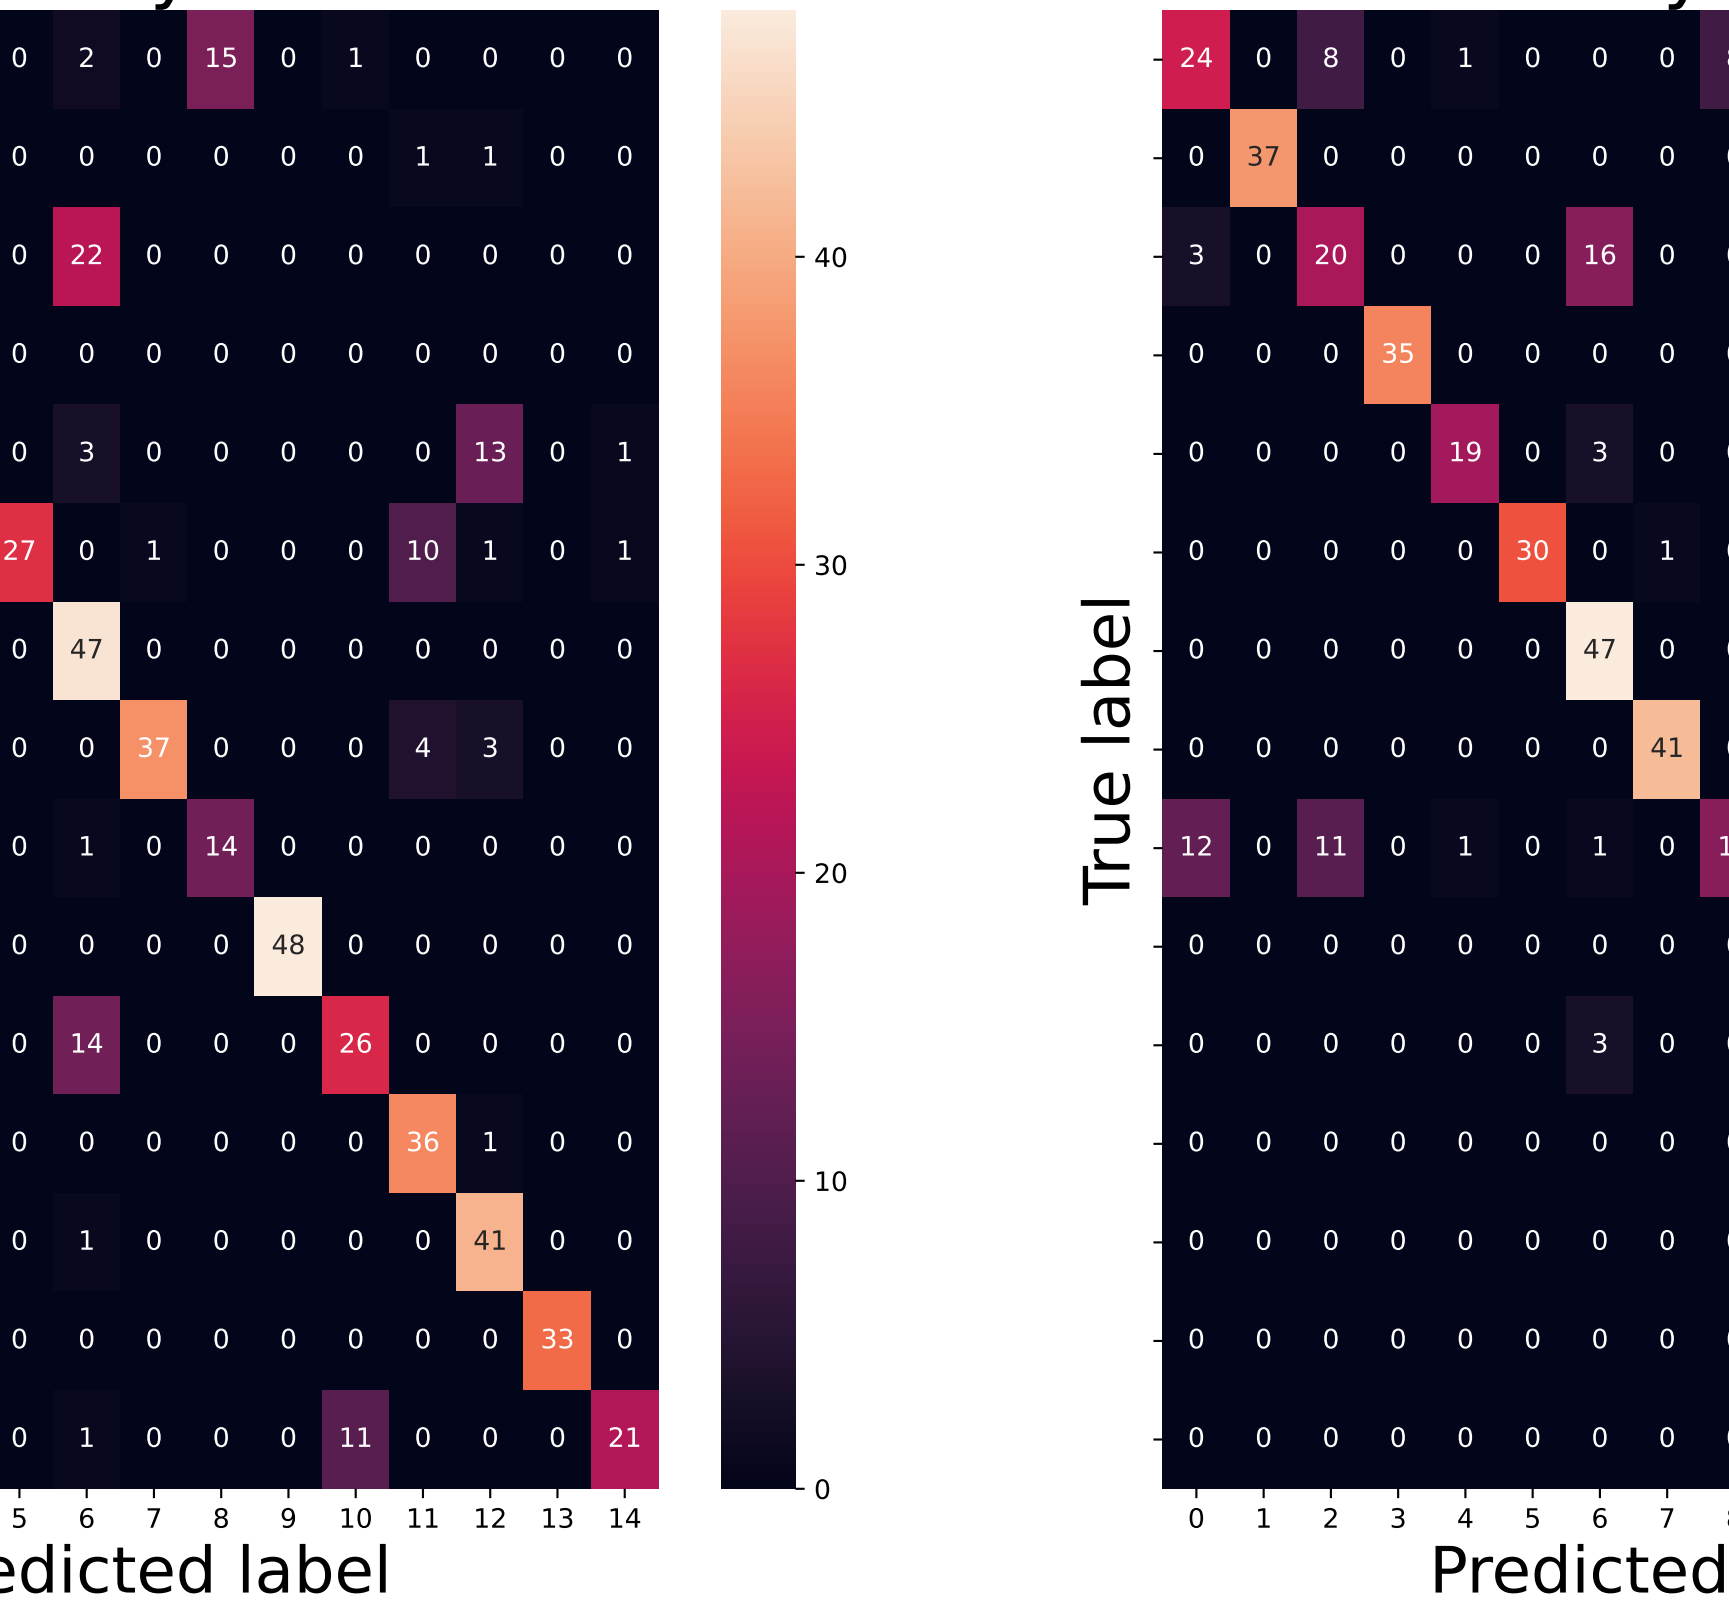 0 2 0 15 0 1 0 0 0 0
0 0 0 0 0 0 1 1 0 0
0 22 0 0 0 0 0 0 0 0
0 0 0 0 0 0 0 0 0 0
0 3 0 0 0 0 0 13 0 1
27 0 1 0 0 0 10 1 0 1
0 47 0 0 0 0 0 0 0 0
0 0 37 0 0 0 4 3 0 0
0 1 0 14 0 0 0 0 0 0
0 0 0 0 48 0 0 0 0 0
0 14 0 0 0 26 0 0 0 0
0 0 0 0 0 0 36 1 0 0
0 1 0 0 0 0 0 41 0 0
0 0 0 0 0 0 0 0 33 0
0 1 0 0 0 11 0 0 0 21
5 6 7 8 9 10 11 12 13 14
edicted label
40
30
20
10
0
True label
24 0 8 0 1 0 0 0
0 37 0 0 0 0 0 0
3 0 20 0 0 0 16 0
0 0 0 35 0 0 0 0
0 0 0 0 19 0 3 0
0 0 0 0 0 30 0 1
0 0 0 0 0 0 47 0
0 0 0 0 0 0 0 41
12 0 11 0 1 0 1 0 1
0 0 0 0 0 0 0 0
0 0 0 0 0 0 3 0
0 0 0 0 0 0 0 0
0 0 0 0 0 0 0 0
0 0 0 0 0 0 0 0
0 0 0 0 0 0 0 0
0 1 2 3 4 5 6 7
Predicted